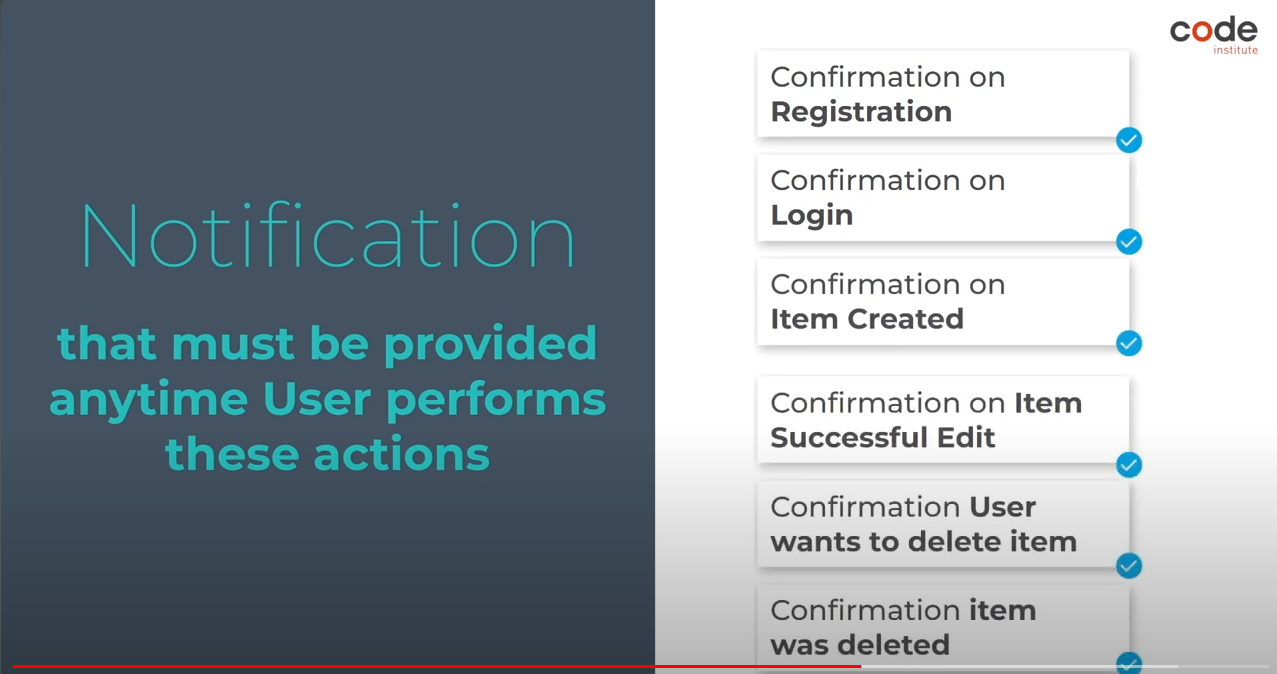 Notification
that must be provided
anytime User performs
these actions
code
institute
Confirmation on
Registration
Confirmation on
Login
Confirmation on
Item Created
Confirmation on Item
Successful Edit
Confirmation User
wants to delete item
Confirmation item
was deleted